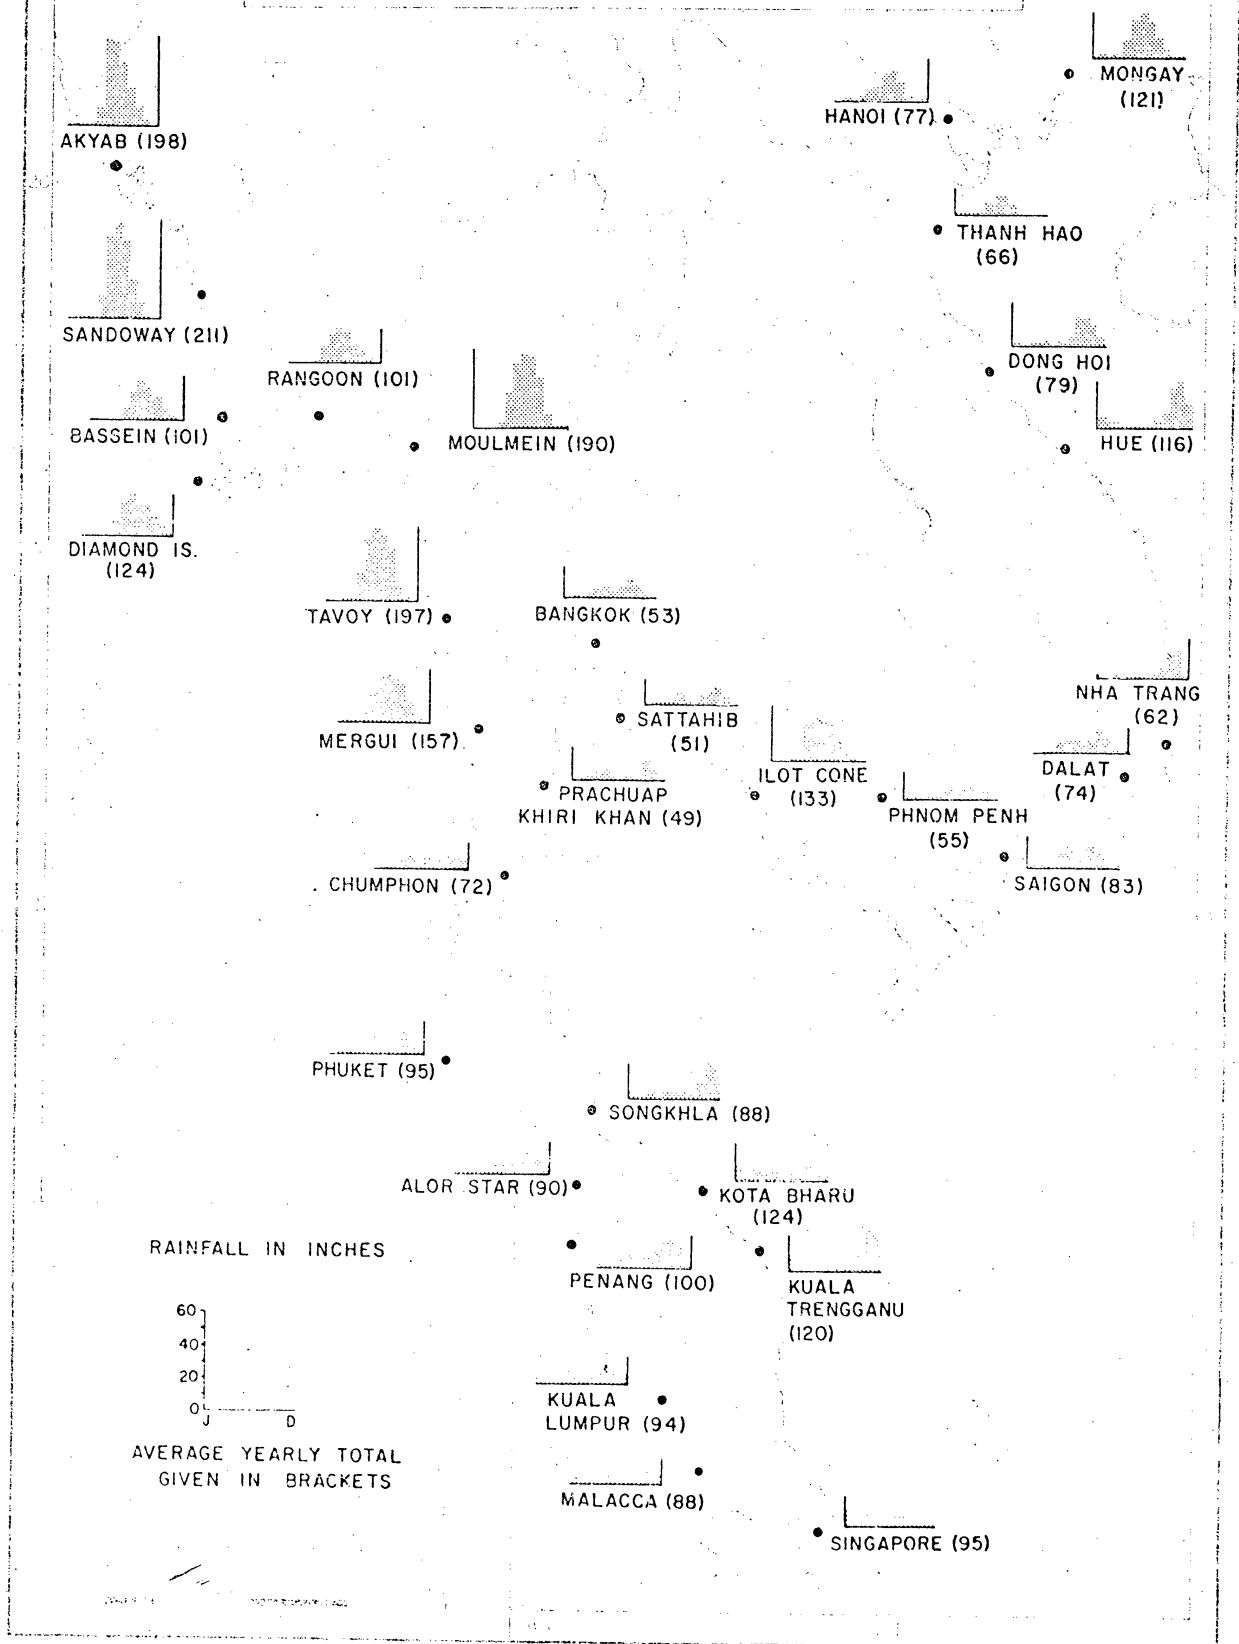 MONGAY
(121)
HANOI (77)
AKYAB (198)
THANH HAO
(66)
SANDOWAY (211)
DONG HOI
(79)
RANGOON (101)
BASSEIN (101)
MOULMEIN (190)
HUE (116)
DIAMOND IS.
(124)
TAVOY (197)
BANGKOK (53)
NHA TRANG
(62)
SATTAHIB
(51)
MERGUI (157)
DALAT
(74)
ILOT CONE
(133)
PRACHUAP
KHIRI KHAN (49)
PHNOM PENH
(55)
CHUMPHON (72)
SAIGON (83)
PHUKET (95)
SONGKHLA (88)
ALOR STAR (90)
KOTA BHARU
(124)
PENANG (100)
KUALA
TRENGGANU
(120)
RAINFALL IN INCHES
60
40
20
0
J D
AVERAGE YEARLY TOTAL
GIVEN IN BRACKETS
KUALA
LUMPUR (94)
MALACCA (88)
SINGAPORE (95)